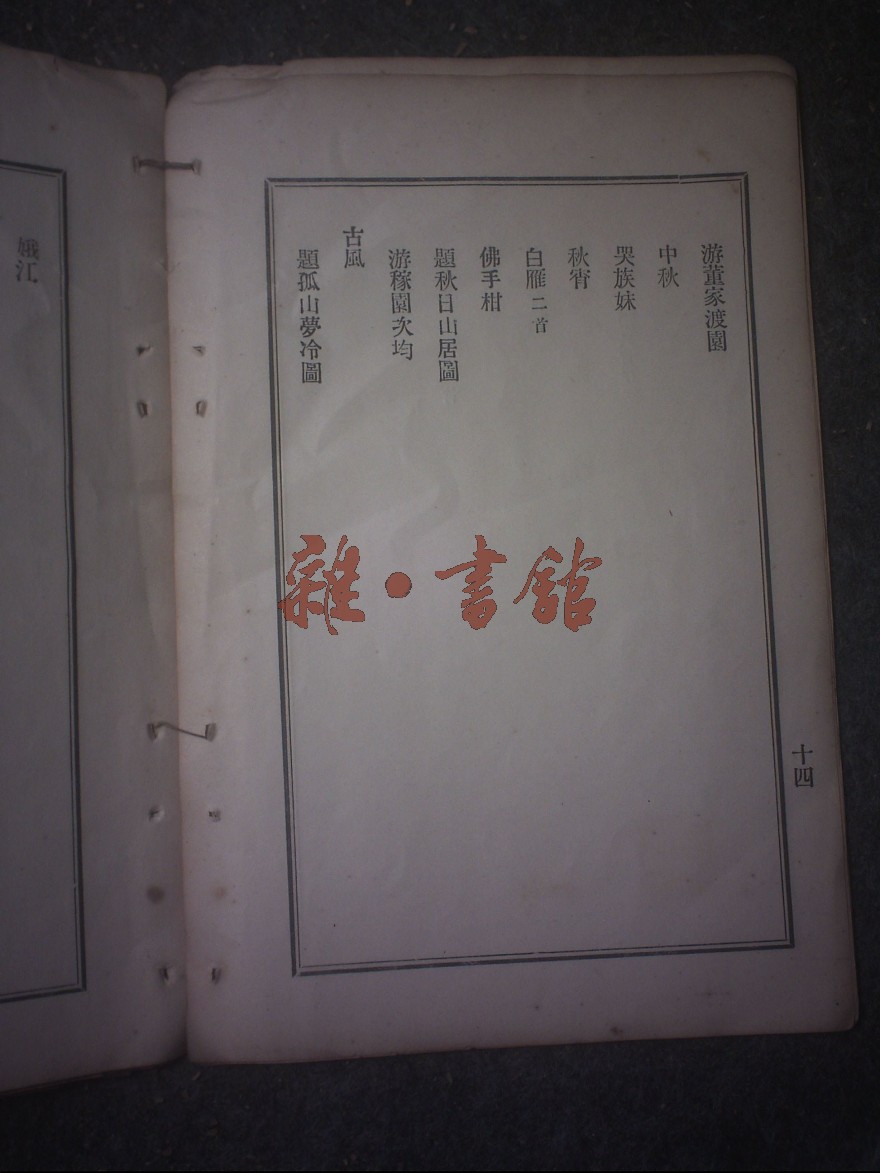 游董家渡園
中秋
哭族妹
秋宵
白雁二首
佛手柑
題秋日山居圖
游稼園次均
古風
題孤山夢冷圖
十四
娥江
雜·書館